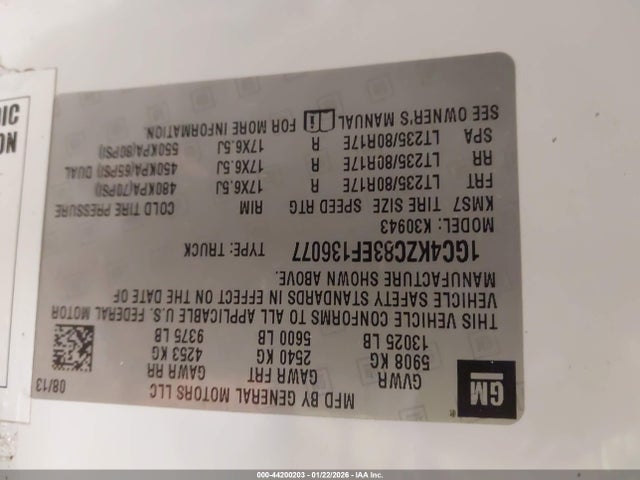 GM
MFD BY GENERAL MOTORS LLC
08/13
GVWR GAWR FRT GAWR RR
5908 KG 2540 KG 4253 KG
13025 LB 5600 LB 9375 LB
THIS VEHICLE CONFORMS TO ALL APPLICABLE U.S. FEDERAL MOTOR
VEHICLE SAFETY STANDARDS IN EFFECT ON THE DATE OF
MANUFACTURE SHOWN ABOVE.
1GC4KZC83EF136077 TYPE: TRUCK
MODEL: K30943
KMS7 TIRE SIZE SPEED RTG RIM COLD TIRE PRESSURE
FRT LT235/80R17E R 17X6.5J 480KPA(70PSI)
RR LT235/80R17E R 17X6.5J 450KPA(65PSI) DUAL
SPA LT235/80R17E R 17X6.5J 550KPA(80PSI)
SEE OWNER'S MANUAL i FOR MORE INFORMATION.
DIC
ON
000-44200203 - 01/22/2026 - IAA Inc.